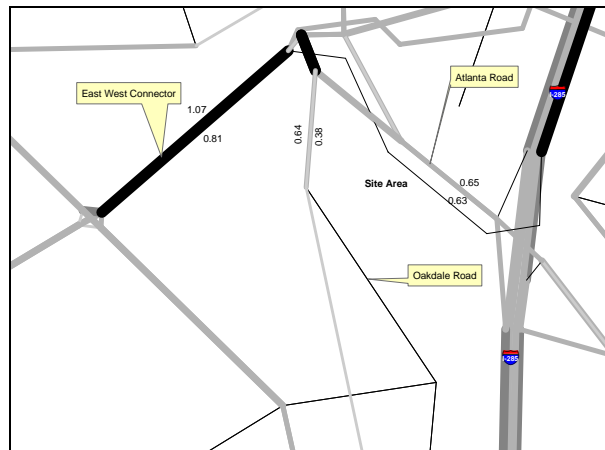 I-285
Atlanta Road
East West Connector
1.07
0.81
0.64
0.38
Site Area
0.65
0.63
Oakdale Road
I-285